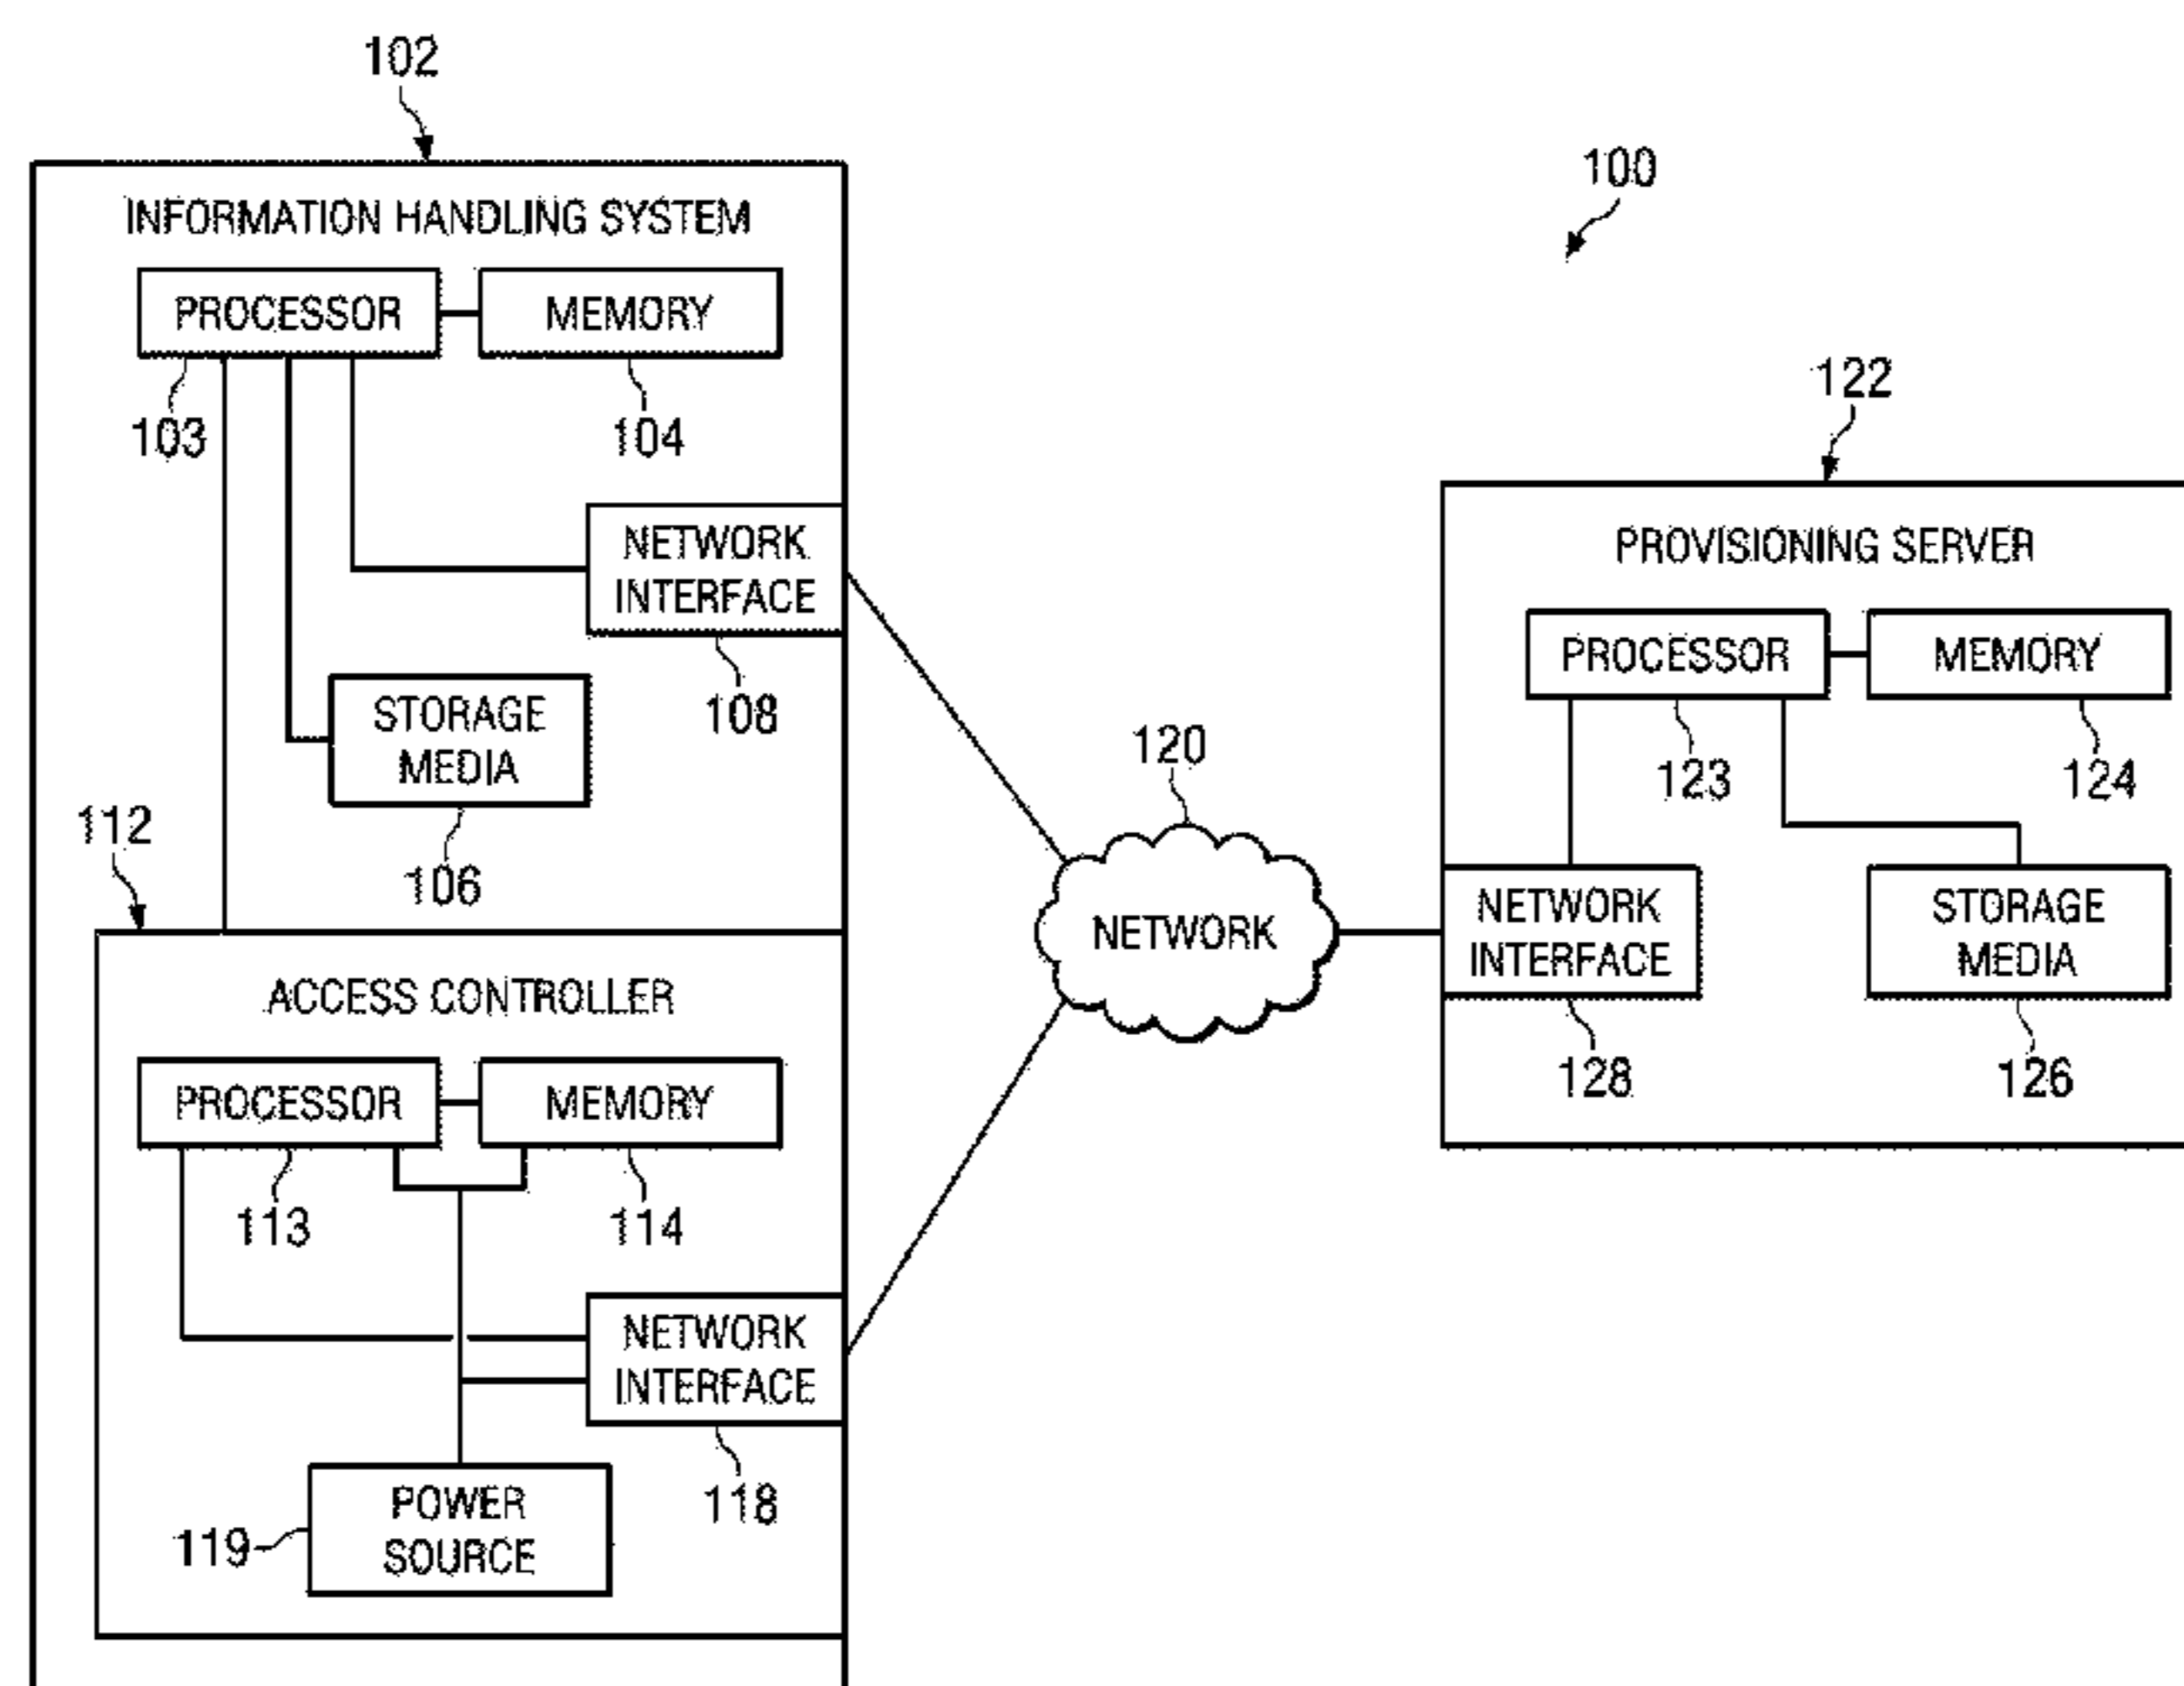 102
INFORMATION HANDLING SYSTEM
PROCESSOR
MEMORY
103
104
NETWORK
INTERFACE
108
STORAGE
MEDIA
106
112
ACCESS CONTROLLER
PROCESSOR
MEMORY
113
114
NETWORK
INTERFACE
118
POWER
SOURCE
119
120
NETWORK
100
122
PROVISIONING SERVER
PROCESSOR
MEMORY
123
124
NETWORK
INTERFACE
128
STORAGE
MEDIA
126